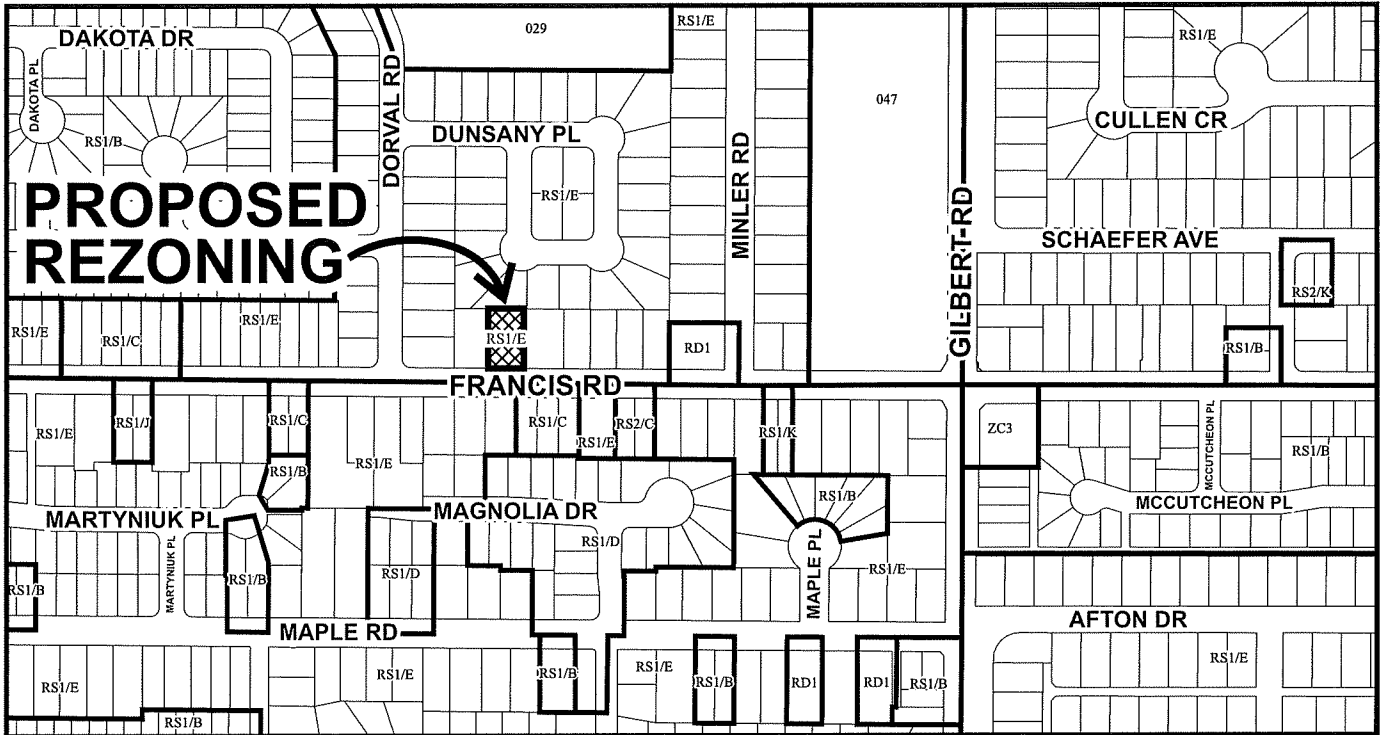 RS1/E
029
RS1/E
DAKOTA DR
DORVAL RD
DAKOTA PL
047
CULLEN CR
DUNSANY PL
RS1/B
MINLER RD
PROPOSED
REZONING
RS1/E
GILBERT RD
SCHAEFER AVE
RS2/K
RS1/E
RS1/C
RS1/E
RS1/E
RD1
RS1/B
FRANCIS RD
RS1/E
RS1/J
RS1/C
RS1/C
RS1/E
RS2/C
RS1/K
ZC3
MCCUTCHEON PL
RS1/B
RS1/B
RS1/E
RS1/B
MARTYNIUK PL
MAGNOLIA DR
MCCUTCHEON PL
MARTYNIUK PL
RS1/B
RS1/D
RS1/D
MAPLE PL
RS1/E
RS1/B
MAPLE RD
AFTON DR
RS1/E
RS1/E
RS1/B
RS1/E
RS1/B
RD1
RD1
RS1/B
RS1/E
RS1/B